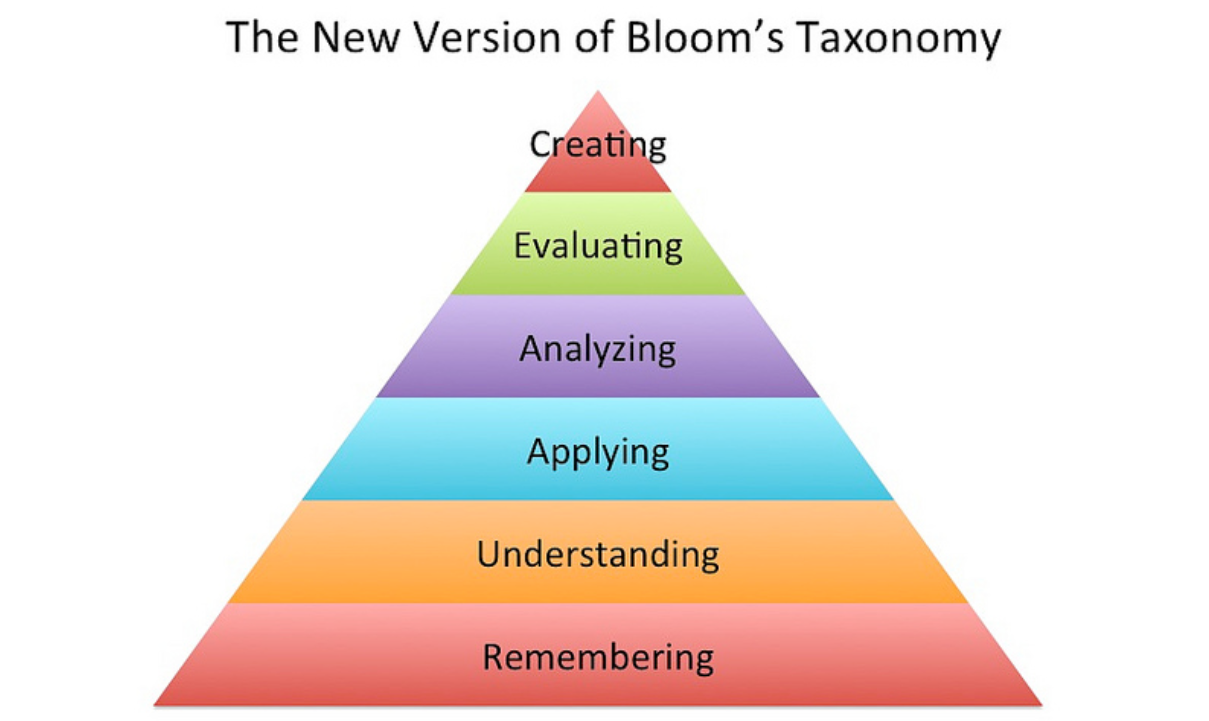 The New Version of Bloom’s Taxonomy
Creating
Evaluating
Analyzing
Applying
Understanding
Remembering